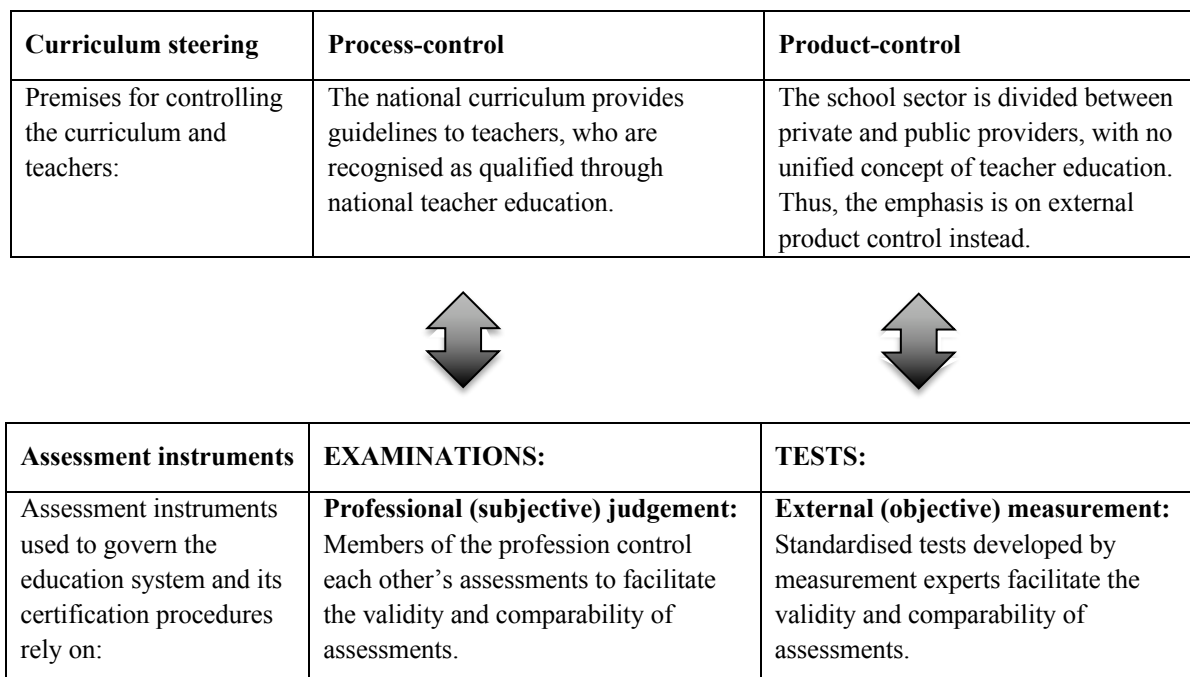 Curriculum steering
Process-control
Product-control
Premises for controlling
the curriculum and
teachers:
The national curriculum provides
guidelines to teachers, who are
recognised as qualified through
national teacher education.
The school sector is divided between
private and public providers, with no
unified concept of teacher education.
Thus, the emphasis is on external
product control instead.
Assessment instruments
EXAMINATIONS:
TESTS:
Assessment instruments
used to govern the
education system and its
certification procedures
rely on:
Professional (subjective) judgement:
Members of the profession control
each other’s assessments to facilitate
the validity and comparability of
assessments.
External (objective) measurement:
Standardised tests developed by
measurement experts facilitate the
validity and comparability of
assessments.